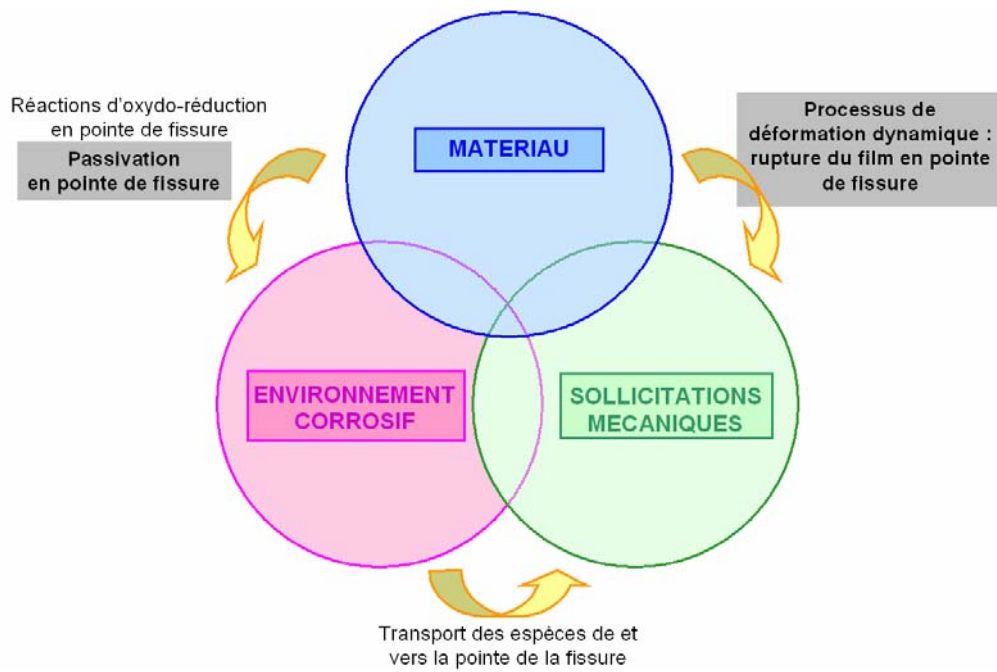 Réactions d'oxydo-réduction
en pointe de fissure
Passivation
en pointe de fissure
MATERIAU
Processus de
déformation dynamique :
rupture du film en pointe
de fissure
ENVIRONNEMENT
CORROSIF
SOLLICITATIONS
MECANIQUES
Transport des espèces de et
vers la pointe de la fissure